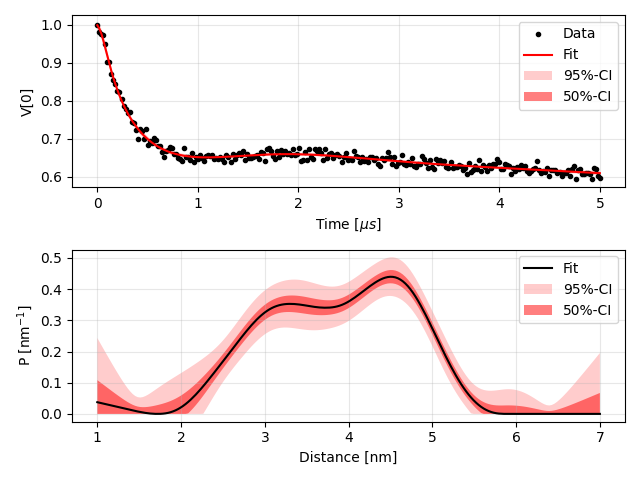 1.0
0.9
0.8
0.7
0.6
V[0]
Data
Fit
95%-CI
50%-CI
0 1 2 3 4 5
Time [μs]
0.5
0.4
0.3
0.2
0.1
0.0
P [nm⁻¹]
Fit
95%-CI
50%-CI
1 2 3 4 5 6 7
Distance [nm]